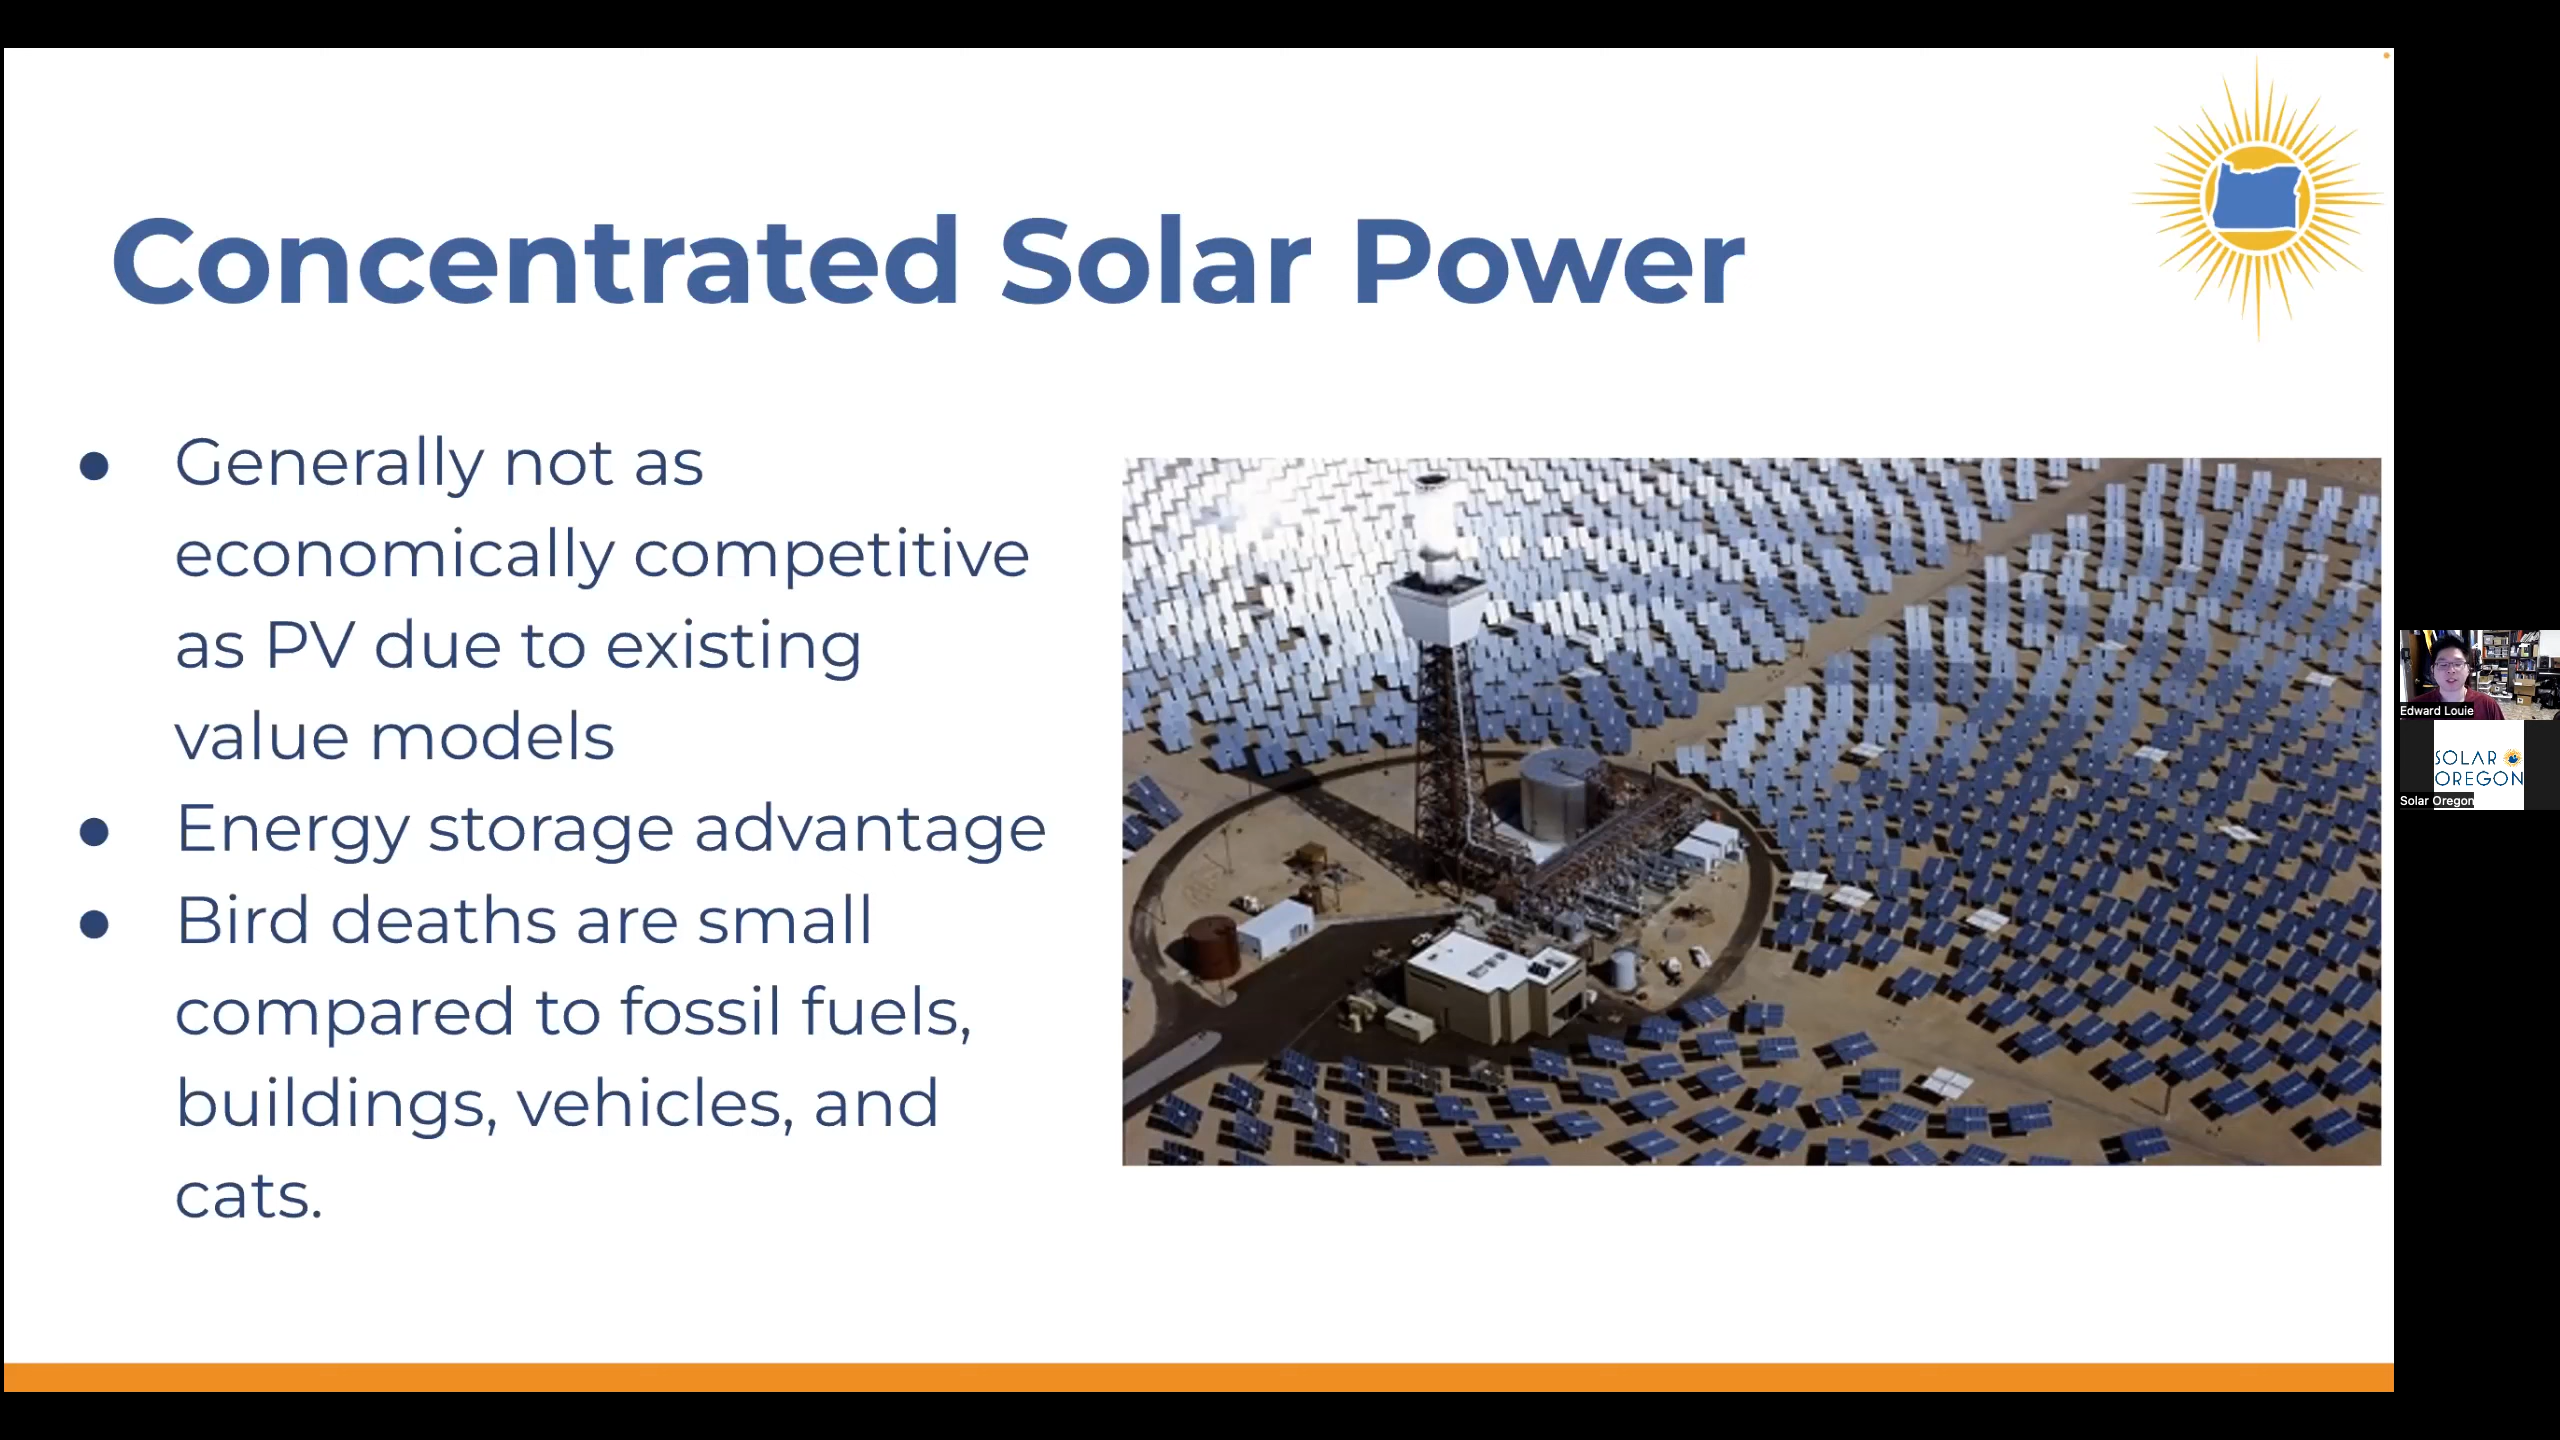 Concentrated Solar Power
● Generally not as
economically competitive
as PV due to existing
value models
● Energy storage advantage
● Bird deaths are small
compared to fossil fuels,
buildings, vehicles, and
cats.
Edward Louie
SOLAR
OREGON
Solar Oregon